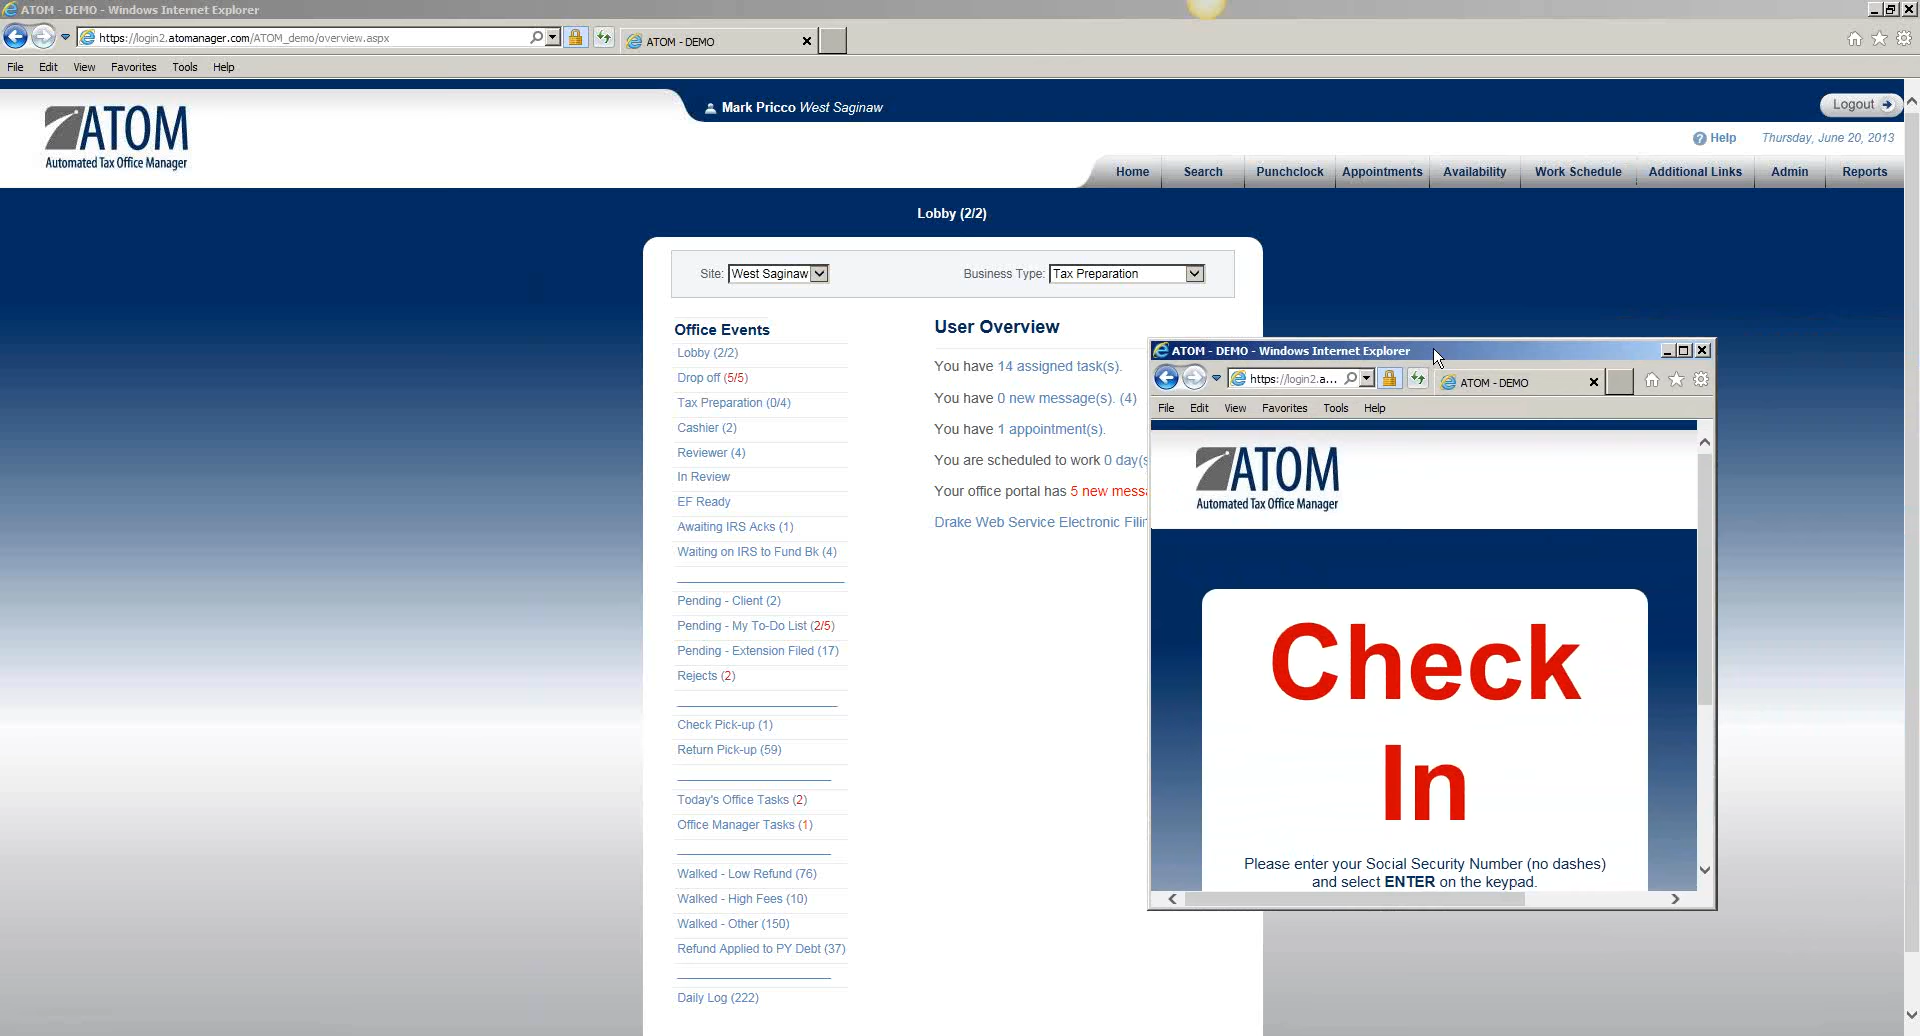 ATOM - DEMO - Windows Internet Explorer
https://login2.atomanager.com/ATOM_demo/overview.aspx
ATOM - DEMO
File Edit View Favorites Tools Help
ATOM
Automated Tax Office Manager
Mark Pricco West Saginaw
Logout
Help Thursday, June 20, 2013
Home Search Punchclock Appointments Availability Work Schedule Additional Links Admin Reports
Lobby (2/2)
Site: West Saginaw
Business Type: Tax Preparation
Office Events
Lobby (2/2)
Drop off (5/5)
Tax Preparation (0/4)
Cashier (2)
Reviewer (4)
In Review
EF Ready
Awaiting IRS Acks (1)
Waiting on IRS to Fund Bk (4)
Pending - Client (2)
Pending - My To-Do List (2/5)
Pending - Extension Filed (17)
Rejects (2)
Check Pick-up (1)
Return Pick-up (59)
Today's Office Tasks (2)
Office Manager Tasks (1)
Walked - Low Refund (76)
Walked - High Fees (10)
Walked - Other (150)
Refund Applied to PY Debt (37)
Daily Log (222)
User Overview
You have 14 assigned task(s).
You have 0 new message(s). (4)
You have 1 appointment(s).
You are scheduled to work 0 day(s
Your office portal has 5 new messa
Drake Web Service Electronic Filin
ATOM - DEMO - Windows Internet Explorer
https://login2.a...
ATOM - DEMO
File Edit View Favorites Tools Help
ATOM
Automated Tax Office Manager
Check
In
Please enter your Social Security Number (no dashes)
and select ENTER on the keypad.